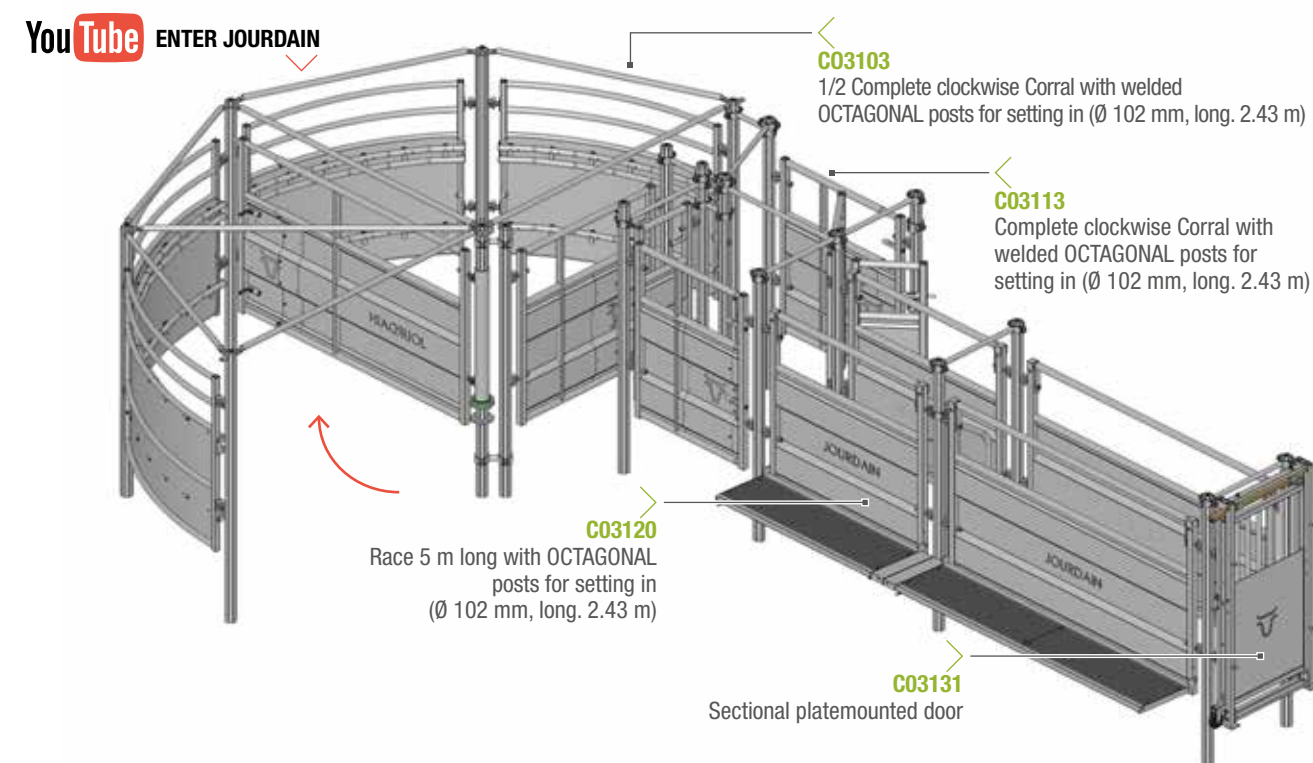 YouTube ENTER JOURDAIN
C03103
1/2 Complete clockwise Corral with welded
OCTAGONAL posts for setting in (Ø 102 mm, long. 2.43 m)
C03113
Complete clockwise Corral with
welded OCTAGONAL posts for
setting in (Ø 102 mm, long. 2.43 m)
JOURDAIN
JOURDAIN
JOURDAIN
C03120
Race 5 m long with OCTAGONAL
posts for setting in
(Ø 102 mm, long. 2.43 m)
C03131
Sectional platemounted door